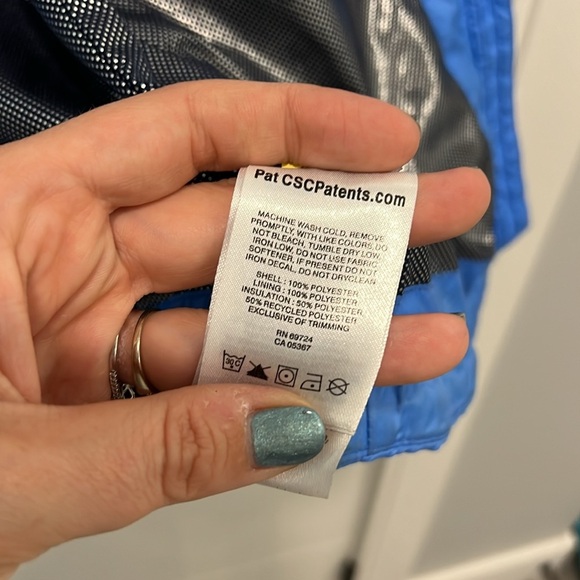 Pat CSCPatents.com
MACHINE WASH COLD, REMOVE
PROMPTLY, WITH LIKE COLORS, DO
NOT BLEACH, TUMBLE DRY LOW,
IRON LOW, DO NOT USE FABRIC
SOFTENER. IF PRESENT DO NOT
IRON DECAL, DO NOT DRYCLEAN
SHELL : 100% POLYESTER
LINING : 100% POLYESTER
INSULATION : 50% POLYESTER
50% RECYCLED POLYESTER
EXCLUSIVE OF TRIMMING
RN 69724
CA 05367
30 C